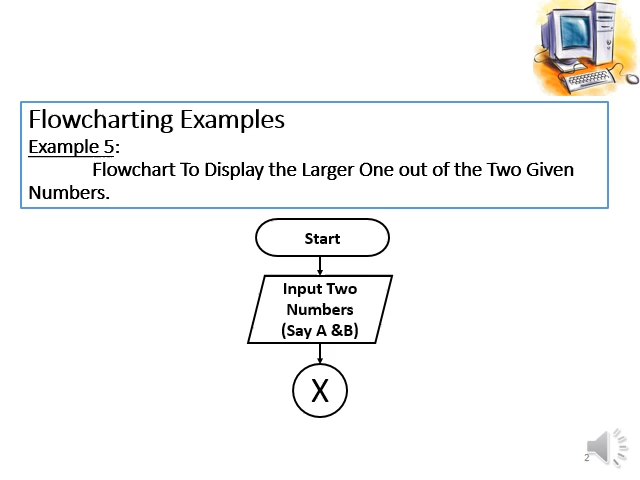 Flowcharting Examples
Example 5:
Flowchart To Display the Larger One out of the Two Given
Numbers.
Start
Input Two
Numbers
(Say A &B)
X
2